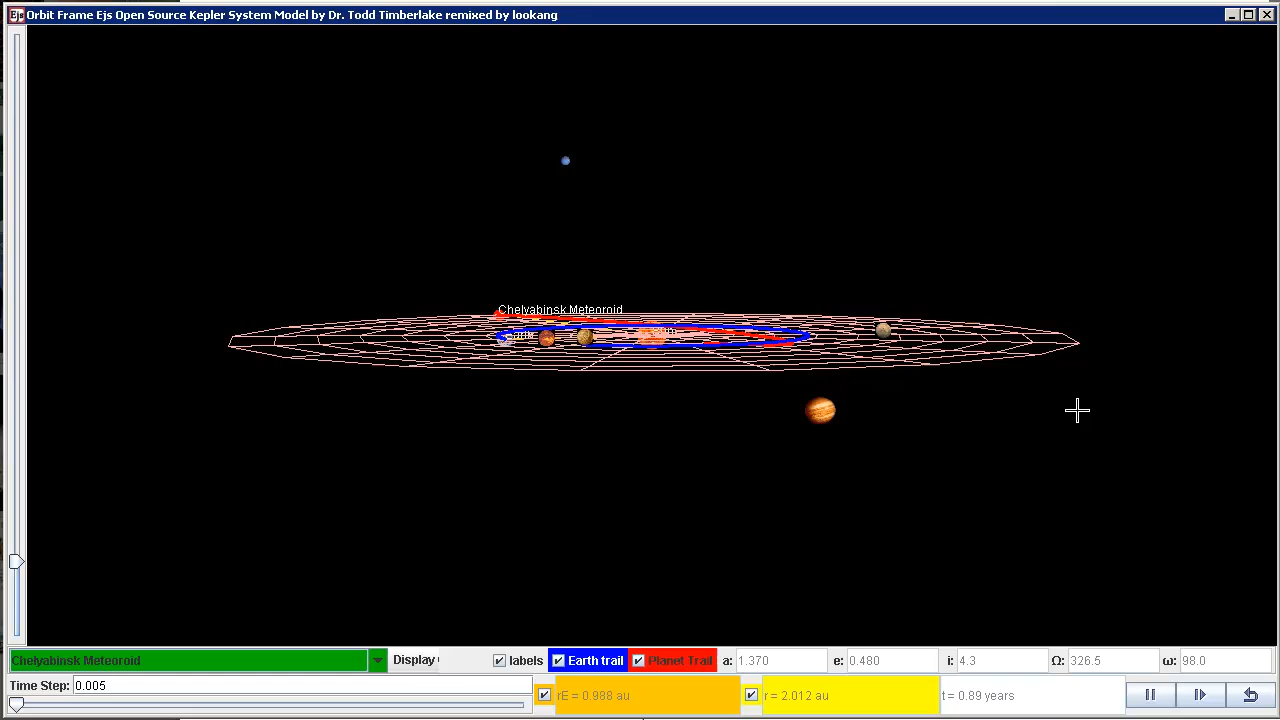 Orbit Frame Ejs Open Source Kepler System Model by Dr. Todd Timberlake remixed by lookang
Chelyabinsk Meteoroid
Chelyabinsk Meteoroid Display labels Earth trail Planet Trail a: 1.370 e: 0.480 i: 4.3 Ω: 326.5 ω: 98.0
Time Step: 0.005
rE = 0.988 au r = 2.012 au t = 0.89 years